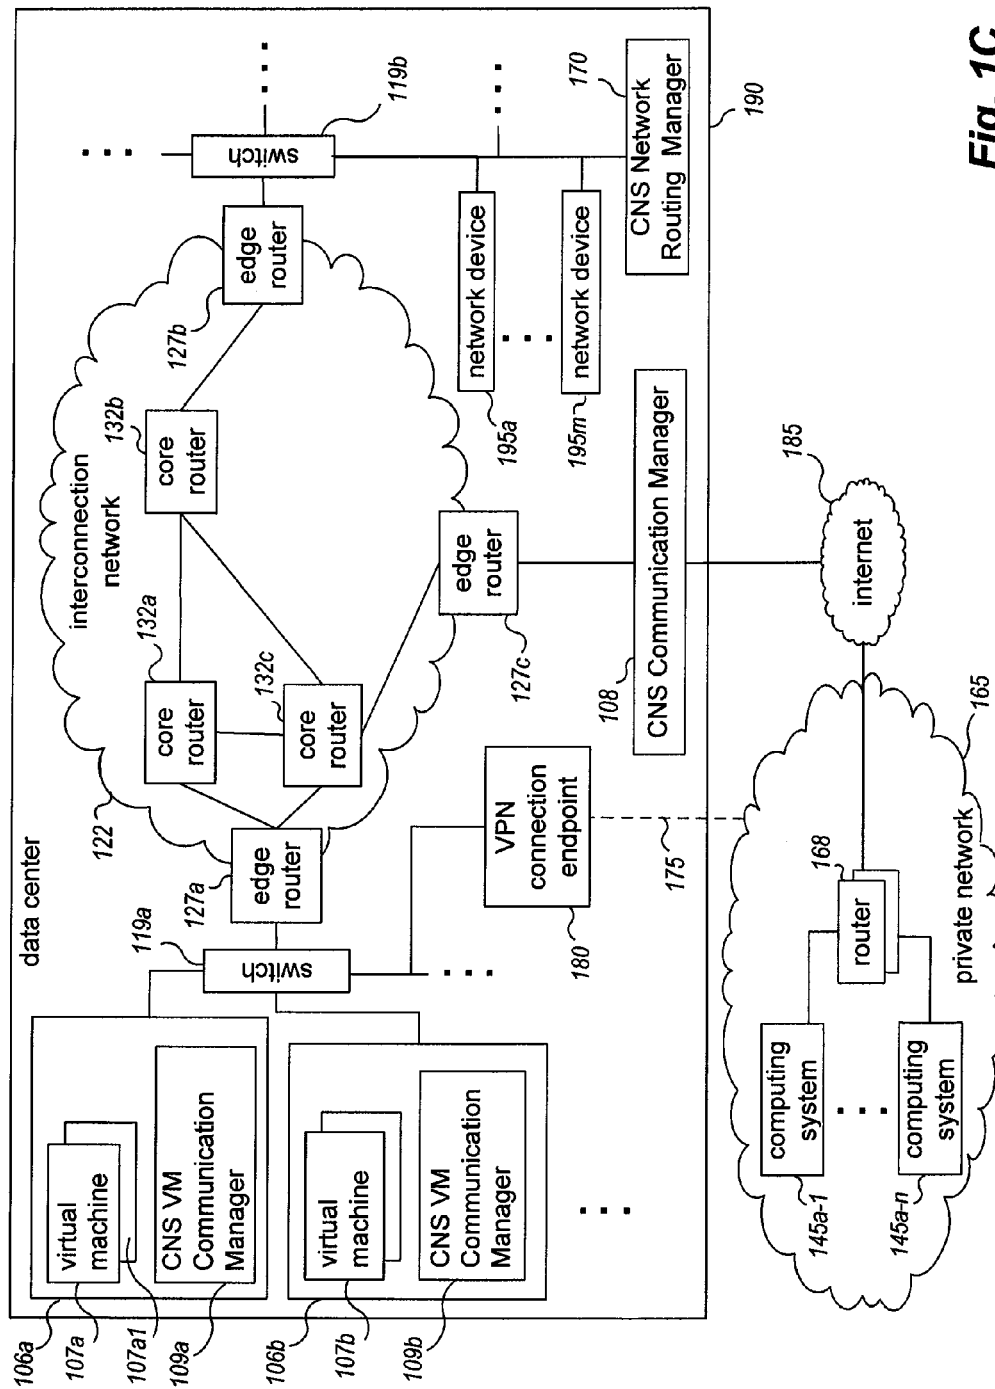 data center
106a
107a
107a1
109a
virtual
machine
CNS VM
Communication
Manager
106b
107b
109b
virtual
machine
CNS VM
Communication
Manager
119a
switch
127a
edge
router
122
interconnection
network
132a
core
router
132b
core
router
132c
core
router
127b
edge
router
127c
edge
router
119b
switch
195a
network device
195m
network device
170
CNS Network
Routing Manager
190
VPN
connection
endpoint
180
175
108
CNS Communication Manager
185
internet
165
private network
168
router
computing
system
145a-1
computing
system
145a-n
Fig. 1C